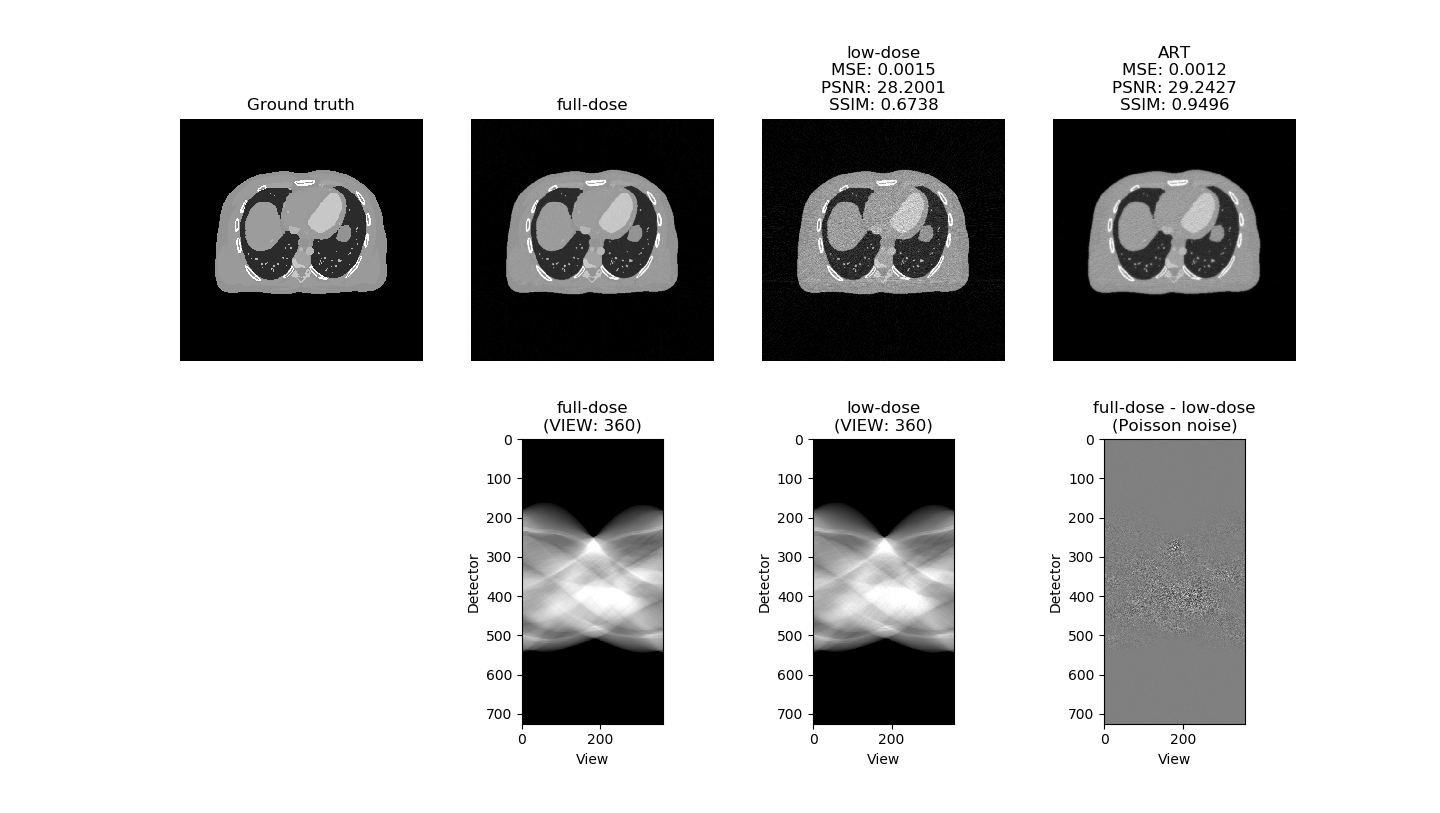 Ground truth
full-dose
low-dose
MSE: 0.0015
PSNR: 28.2001
SSIM: 0.6738
ART
MSE: 0.0012
PSNR: 29.2427
SSIM: 0.9496
full-dose
(VIEW: 360)
0
100
200
300
400
500
600
700
Detector
0
200
View
low-dose
(VIEW: 360)
0
100
200
300
400
500
600
700
Detector
0
200
View
full-dose - low-dose
(Poisson noise)
0
100
200
300
400
500
600
700
Detector
0
200
View